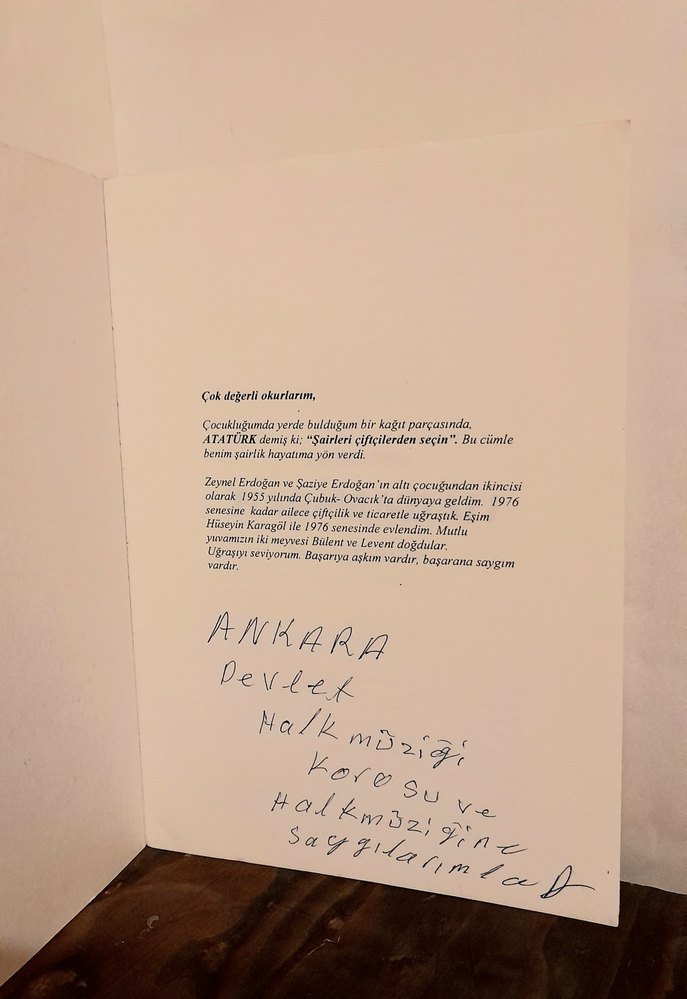 Çok değerli okurlarım,
Çocukluğumda yerde bulduğum bir kağıt parçasında,
ATATÜRK demiş ki; “Şairleri çiftçilerden seçin”. Bu cümle
benim şairlik hayatıma yön verdi.
Zeynel Erdoğan ve Şaziye Erdoğan'ın altı çocuğundan ikincisi
olarak 1955 yılında Çubuk- Ovacık'ta dünyaya geldim. 1976
senesine kadar ailece çiftçilik ve ticaretle uğraştık. Eşim
Hüseyin Karagöl ile 1976 senesinde evlendim. Mutlu
yuvamızın iki meyvesi Bülent ve Levent doğdular.
Uğraşıyı seviyorum. Başarıya aşkım vardır, başarana saygım
vardır.
ANKARA
Devlet
Halk müziği
Korosu ve
Halkmüziğine
saygılarımla